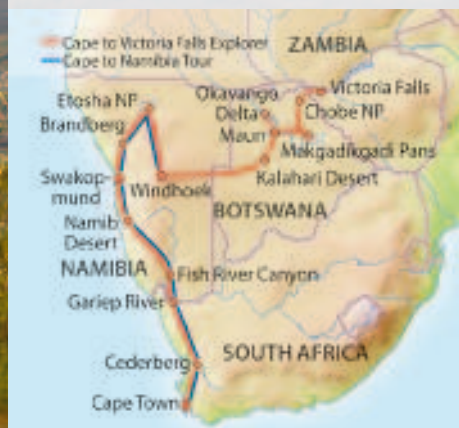 Cape to Victoria Falls Explorer
Cape to Namibia Tour
ZAMBIA
Etosha NP
Brandberg
Okavango
Delta
Maun
Victoria Falls
Chobe NP
Makgadikgadi Pans
Swakop-
mund
Windhoek
Kalahari Desert
BOTSWANA
Namib
Desert
NAMIBIA
Fish River Canyon
Gariep River
Cederberg
SOUTH AFRICA
Cape Town